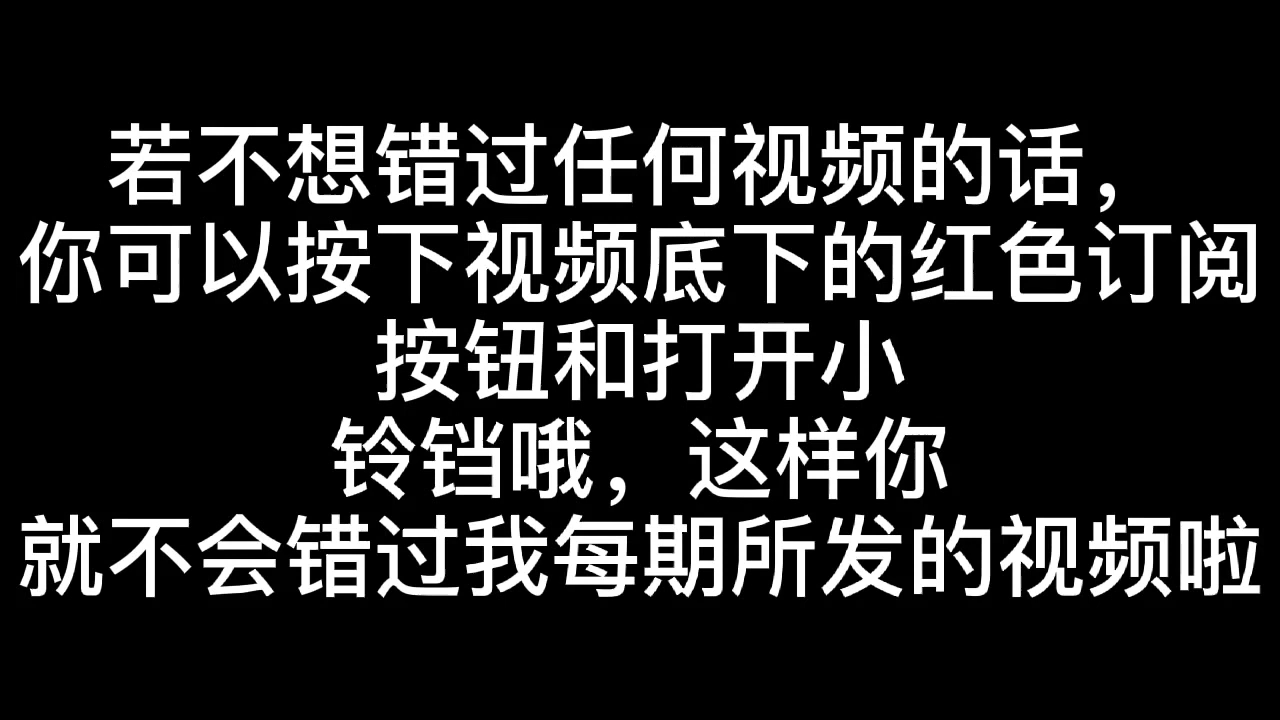 若不想错过任何视频的话，
你可以按下视频底下的红色订阅
按钮和打开小
铃铛哦，这样你
就不会错过我每期所发的视频啦